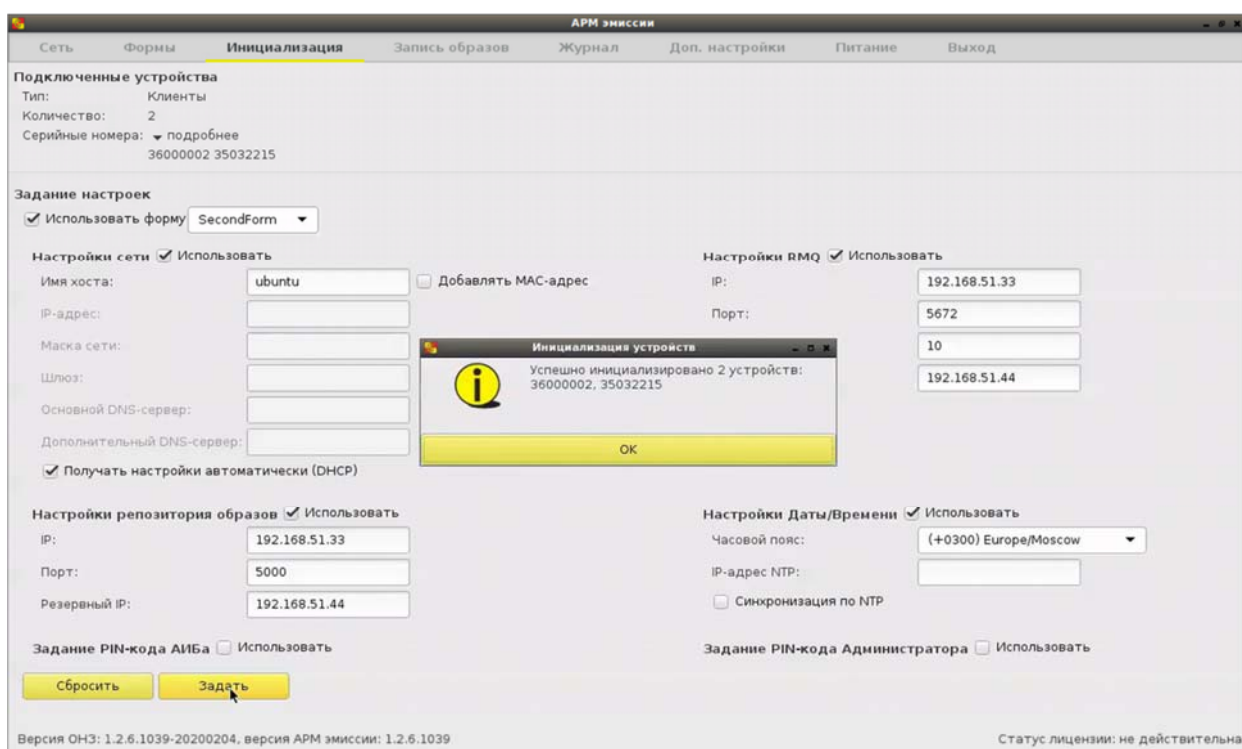 АРМ эмиссии
Сеть Формы Инициализация Запись образов Журнал Доп. настройки Питание Выход
Подключенные устройства
Тип: Клиенты
Количество: 2
Серийные номера: подробнее
36000002 35032215
Задание настроек
Использовать форму SecondForm
Настройки сети Использовать
Имя хоста: ubuntu Добавлять MAC-адрес
IP-адрес:
Маска сети:
Шлюз:
Основной DNS-сервер:
Дополнительный DNS-сервер:
Получать настройки автоматически (DHCP)
Настройки RMQ Использовать
IP: 192.168.51.33
Порт: 5672
10
192.168.51.44
Инициализация устройств
Успешно инициализировано 2 устройств:
36000002, 35032215
OK
Настройки репозитория образов Использовать
IP: 192.168.51.33
Порт: 5000
Резервный IP: 192.168.51.44
Настройки Даты/Времени Использовать
Часовой пояс: (+0300) Europe/Moscow
IP-адрес NTP:
Синхронизация по NTP
Задание PIN-кода АИБа Использовать
Задание PIN-кода Администратора Использовать
Сбросить Задать
Версия ОНЗ: 1.2.6.1039-20200204, версия АРМ эмиссии: 1.2.6.1039
Статус лицензии: не действительна